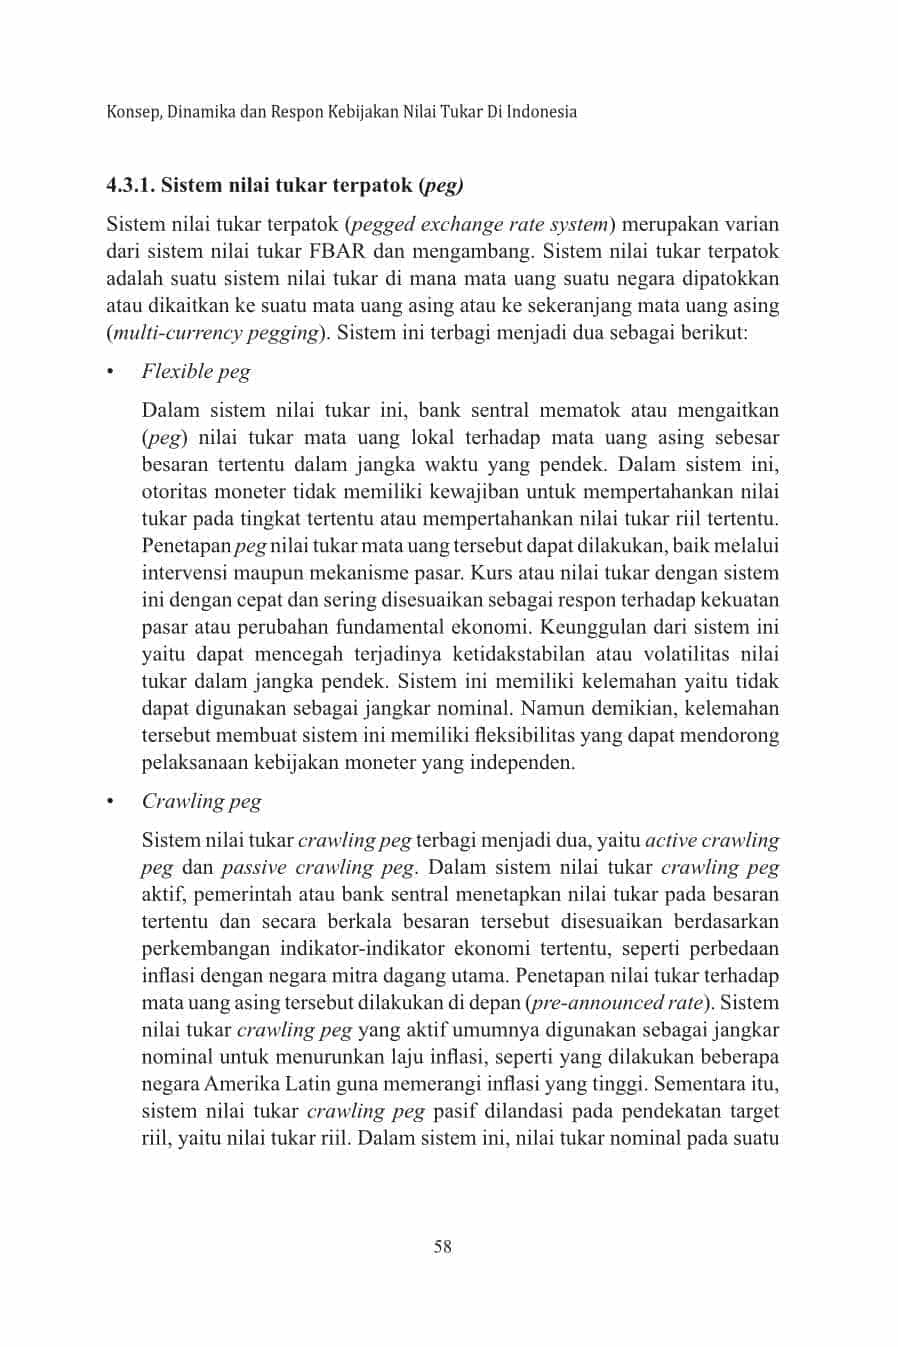 Konsep, Dinamika dan Respon Kebijakan Nilai Tukar Di Indonesia
4.3.1. Sistem nilai tukar terpatok (peg)
Sistem nilai tukar terpatok (pegged exchange rate system) merupakan varian
dari sistem nilai tukar FBAR dan mengambang. Sistem nilai tukar terpatok
adalah suatu sistem nilai tukar di mana mata uang suatu negara dipatokkan
atau dikaitkan ke suatu mata uang asing atau ke sekeranjang mata uang asing
(multi-currency pegging). Sistem ini terbagi menjadi dua sebagai berikut:
• Flexible peg
Dalam sistem nilai tukar ini, bank sentral mematok atau mengaitkan
(peg) nilai tukar mata uang lokal terhadap mata uang asing sebesar
besaran tertentu dalam jangka waktu yang pendek. Dalam sistem ini,
otoritas moneter tidak memiliki kewajiban untuk mempertahankan nilai
tukar pada tingkat tertentu atau mempertahankan nilai tukar riil tertentu.
Penetapan peg nilai tukar mata uang tersebut dapat dilakukan, baik melalui
intervensi maupun mekanisme pasar. Kurs atau nilai tukar dengan sistem
ini dengan cepat dan sering disesuaikan sebagai respon terhadap kekuatan
pasar atau perubahan fundamental ekonomi. Keunggulan dari sistem ini
yaitu dapat mencegah terjadinya ketidakstabilan atau volatilitas nilai
tukar dalam jangka pendek. Sistem ini memiliki kelemahan yaitu tidak
dapat digunakan sebagai jangkar nominal. Namun demikian, kelemahan
tersebut membuat sistem ini memiliki fleksibilitas yang dapat mendorong
pelaksanaan kebijakan moneter yang independen.
• Crawling peg
Sistem nilai tukar crawling peg terbagi menjadi dua, yaitu active crawling
peg dan passive crawling peg. Dalam sistem nilai tukar crawling peg
aktif, pemerintah atau bank sentral menetapkan nilai tukar pada besaran
tertentu dan secara berkala besaran tersebut disesuaikan berdasarkan
perkembangan indikator-indikator ekonomi tertentu, seperti perbedaan
inflasi dengan negara mitra dagang utama. Penetapan nilai tukar terhadap
mata uang asing tersebut dilakukan di depan (pre-announced rate). Sistem
nilai tukar crawling peg yang aktif umumnya digunakan sebagai jangkar
nominal untuk menurunkan laju inflasi, seperti yang dilakukan beberapa
negara Amerika Latin guna memerangi inflasi yang tinggi. Sementara itu,
sistem nilai tukar crawling peg pasif dilandasi pada pendekatan target
riil, yaitu nilai tukar riil. Dalam sistem ini, nilai tukar nominal pada suatu
58